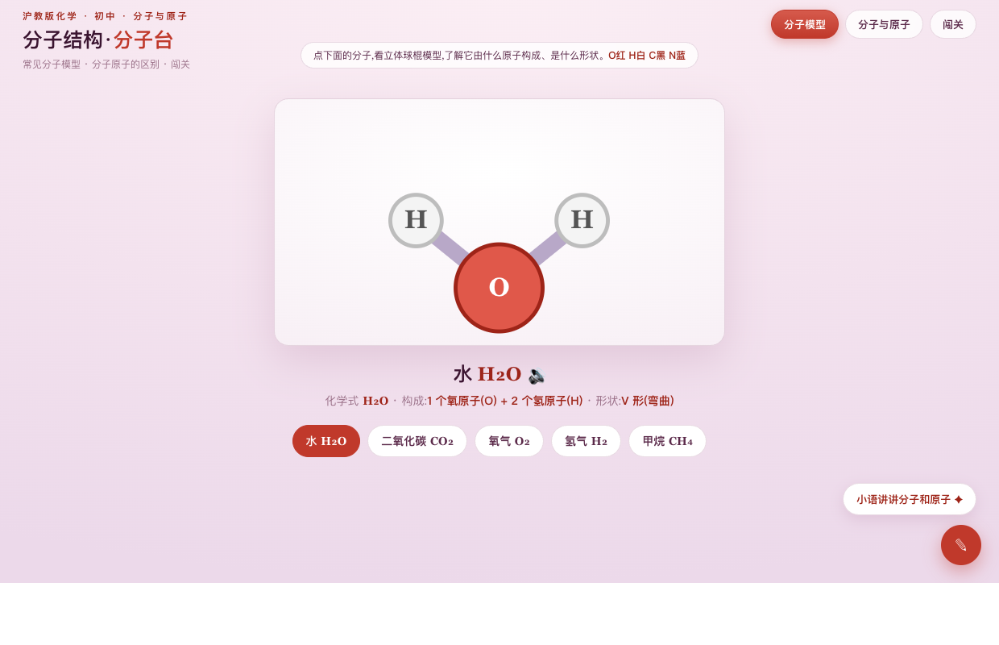 沪教版化学 · 初中 · 分子与原子
分子结构·分子台
常见分子模型 · 分子原子的区别 · 闯关
分子模型
分子与原子
闯关
点下面的分子,看立体球棍模型,了解它由什么原子构成、是什么形状。O红 H白 C黑 N蓝
H
H
O
水 H2O
化学式 H2O · 构成:1 个氧原子(O) + 2 个氢原子(H) · 形状:V 形(弯曲)
水 H2O
二氧化碳 CO2
氧气 O2
氢气 H2
甲烷 CH4
小语讲讲分子和原子 ✦